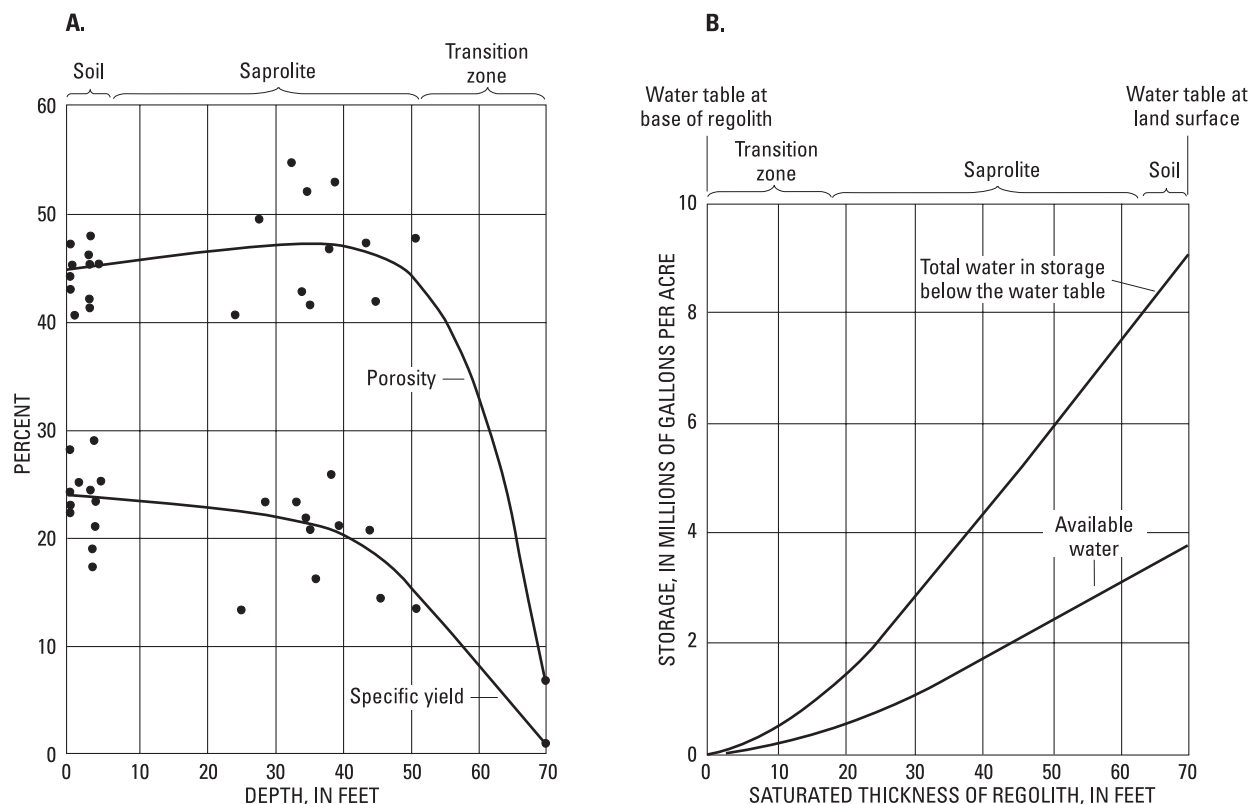 A.
Soil
Saprolite
Transition
zone
60
50
40
30
20
10
0
PERCENT
Porosity
Specific yield
0 10 20 30 40 50 60 70
DEPTH, IN FEET
B.
Water table at
base of regolith
Water table at
land surface
Transition
zone
Saprolite
Soil
10
8
6
4
2
0
STORAGE, IN MILLIONS OF GALLONS PER ACRE
Total water in storage
below the water table
Available
water
0 10 20 30 40 50 60 70
SATURATED THICKNESS OF REGOLITH, IN FEET